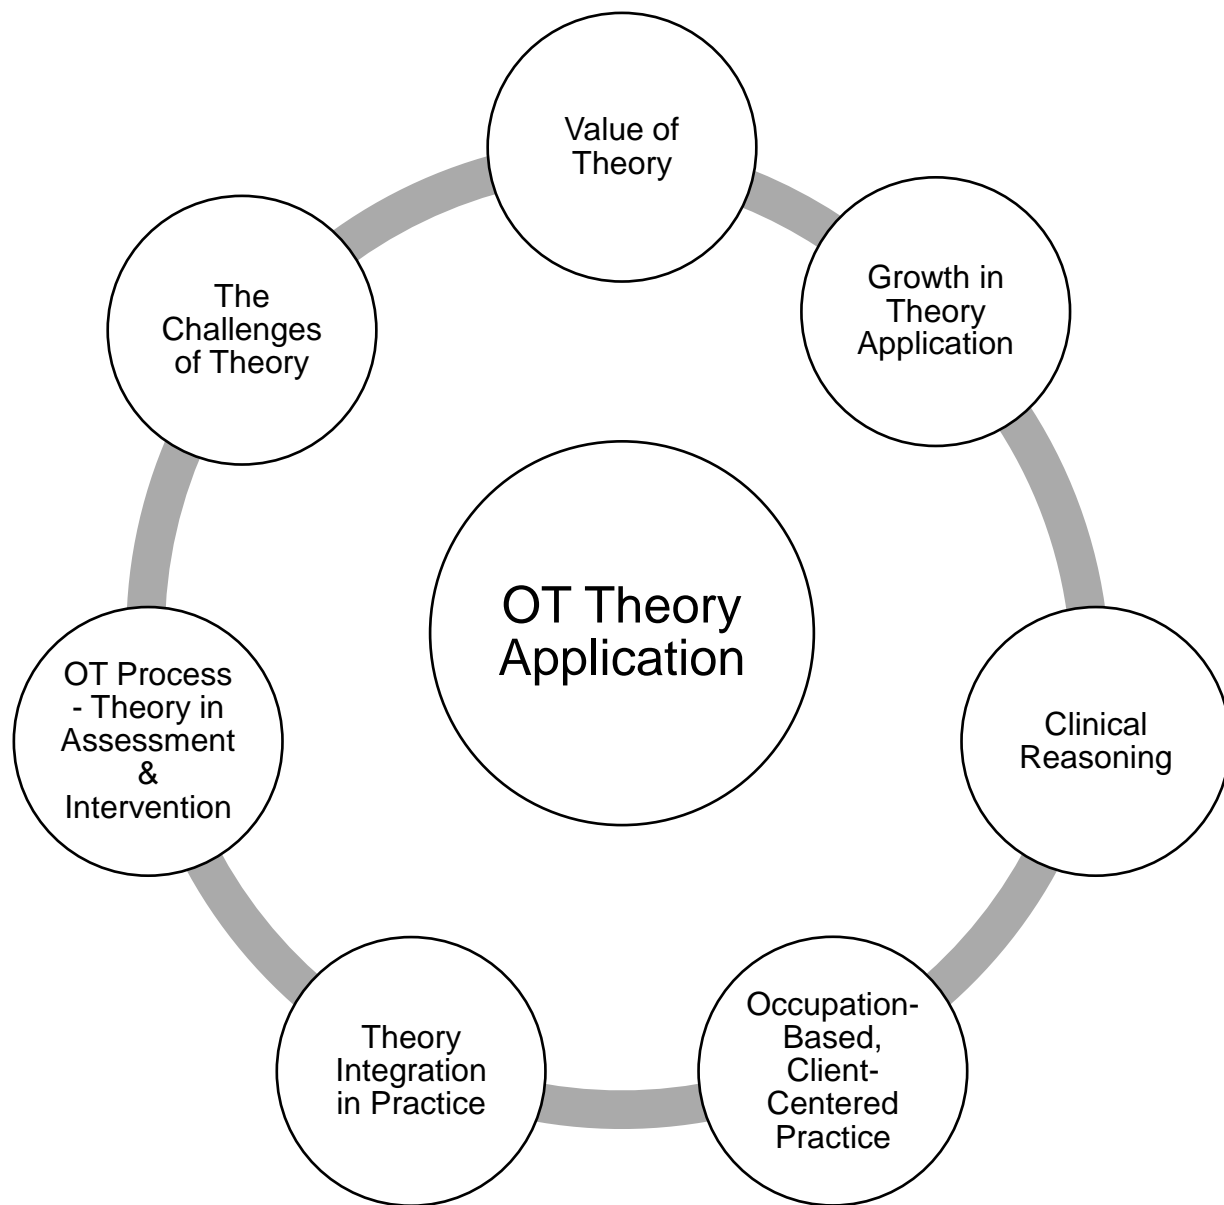 Value of
Theory
Growth in
Theory
Application
Clinical
Reasoning
Occupation-
Based,
Client-
Centered
Practice
Theory
Integration
in Practice
OT Process
- Theory in
Assessment
&
Intervention
The
Challenges
of Theory
OT Theory
Application